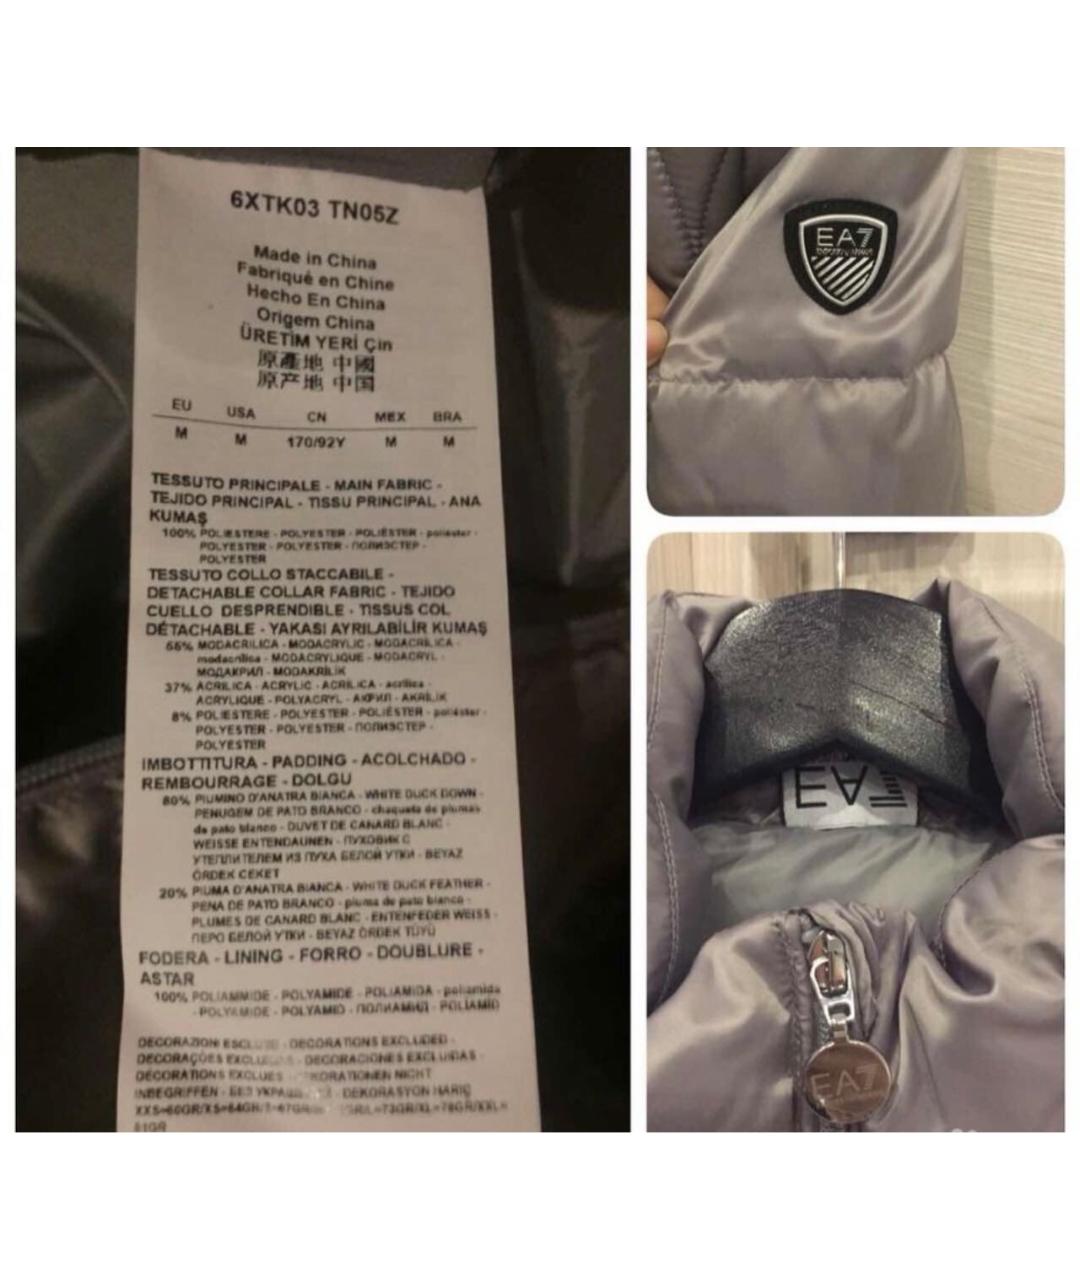 6XTK03 TN05Z
Made in China
Fabriqué en Chine
Hecho En China
Origem China
ÜRETİM YERİ Çin
原產地 中國
原产地 中国
EU USA CN MEX BRA
M M 170/92Y M M
TESSUTO PRINCIPALE - MAIN FABRIC -
TEJIDO PRINCIPAL - TISSU PRINCIPAL - ANA
KUMAŞ
100% POLIESTERE - POLYESTER - POLIÉSTER - poliéster -
POLYESTER - POLYESTER - ПОЛИЭСТЕР -
POLYESTER
TESSUTO COLLO STACCABILE -
DETACHABLE COLLAR FABRIC - TEJIDO
CUELLO DESPRENDIBLE - TISSUS COL
DÉTACHABLE - YAKASI AYRILABİLİR KUMAŞ
MODACRILICA - MODACRYLIC - MODACRILICA -
modacrílica - MODACRYLIQUE - MODACRYL -
МОДАКРИЛ - MODAKRİLİK
37% ACRILICA - ACRYLIC - ACRILICA - acrílica -
ACRYLIQUE - POLYACRYL - АКРИЛ - AKRİLİK
8% POLIESTERE - POLYESTER - POLIÉSTER - poliéster -
POLYESTER - POLYESTER - ПОЛИЭСТЕР -
POLYESTER
IMBOTTITURA - PADDING - ACOLCHADO -
REMBOURRAGE - DOLGU
80% PIUMINO D'ANATRA BIANCA - WHITE DUCK DOWN -
PENUGEM DE PATO BRANCO - chaqueta de plumas
de pato blanco - DUVET DE CANARD BLANC -
WEISSE ENTENDAUNEN - ПУХОВИК С
УТЕПЛИТЕЛЕМ ИЗ ПУХА БЕЛОЙ УТКИ - BEYAZ
ÖRDEK CEKET
20% PIUMA D'ANATRA BIANCA - WHITE DUCK FEATHER -
PENA DE PATO BRANCO - pluma de pato blanco -
PLUMES DE CANARD BLANC - ENTENFEDER WEISS -
ПЕРО БЕЛОЙ УТКИ - BEYAZ ÖRDEK TÜYÜ
FODERA - LINING - FORRO - DOUBLURE -
ASTAR
100% POLIAMMIDE - POLYAMIDE - POLIAMIDA - poliamida
- POLYAMIDE - POLYAMID - ПОЛИАМИД - POLİAMİD
DECORAZIONI - DECORATIONS EXCLUDED -
DECORAÇÕES - DECORACIONES EXCLUIDAS -
DÉCORATIONS EXCLUES - NICHT
INBEGRIFFEN - БЕЗ - DEKORASYON HARİÇ
EA7
EMPORIO ARMANI
EA7
EA7